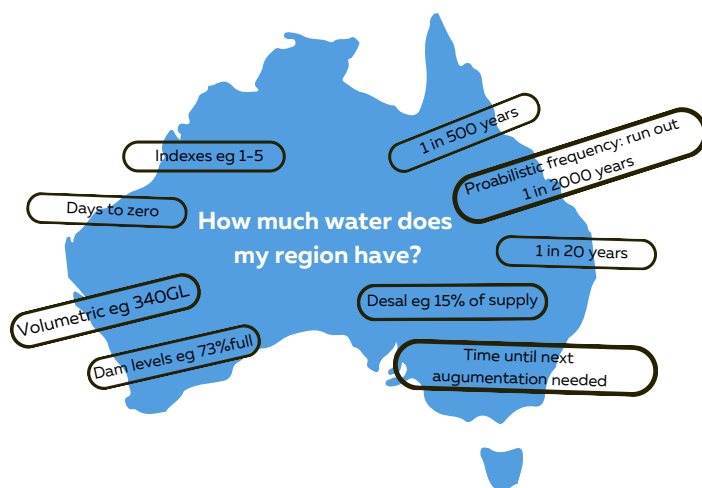 1 in 500 years
Proabilistic frequency: run out
1 in 2000 years
Indexes eg 1-5
Days to zero
How much water does
my region have?
1 in 20 years
Volumetric eg 340GL
Desal eg 15% of supply
Dam levels eg 73%full
Time until next
augumentation needed